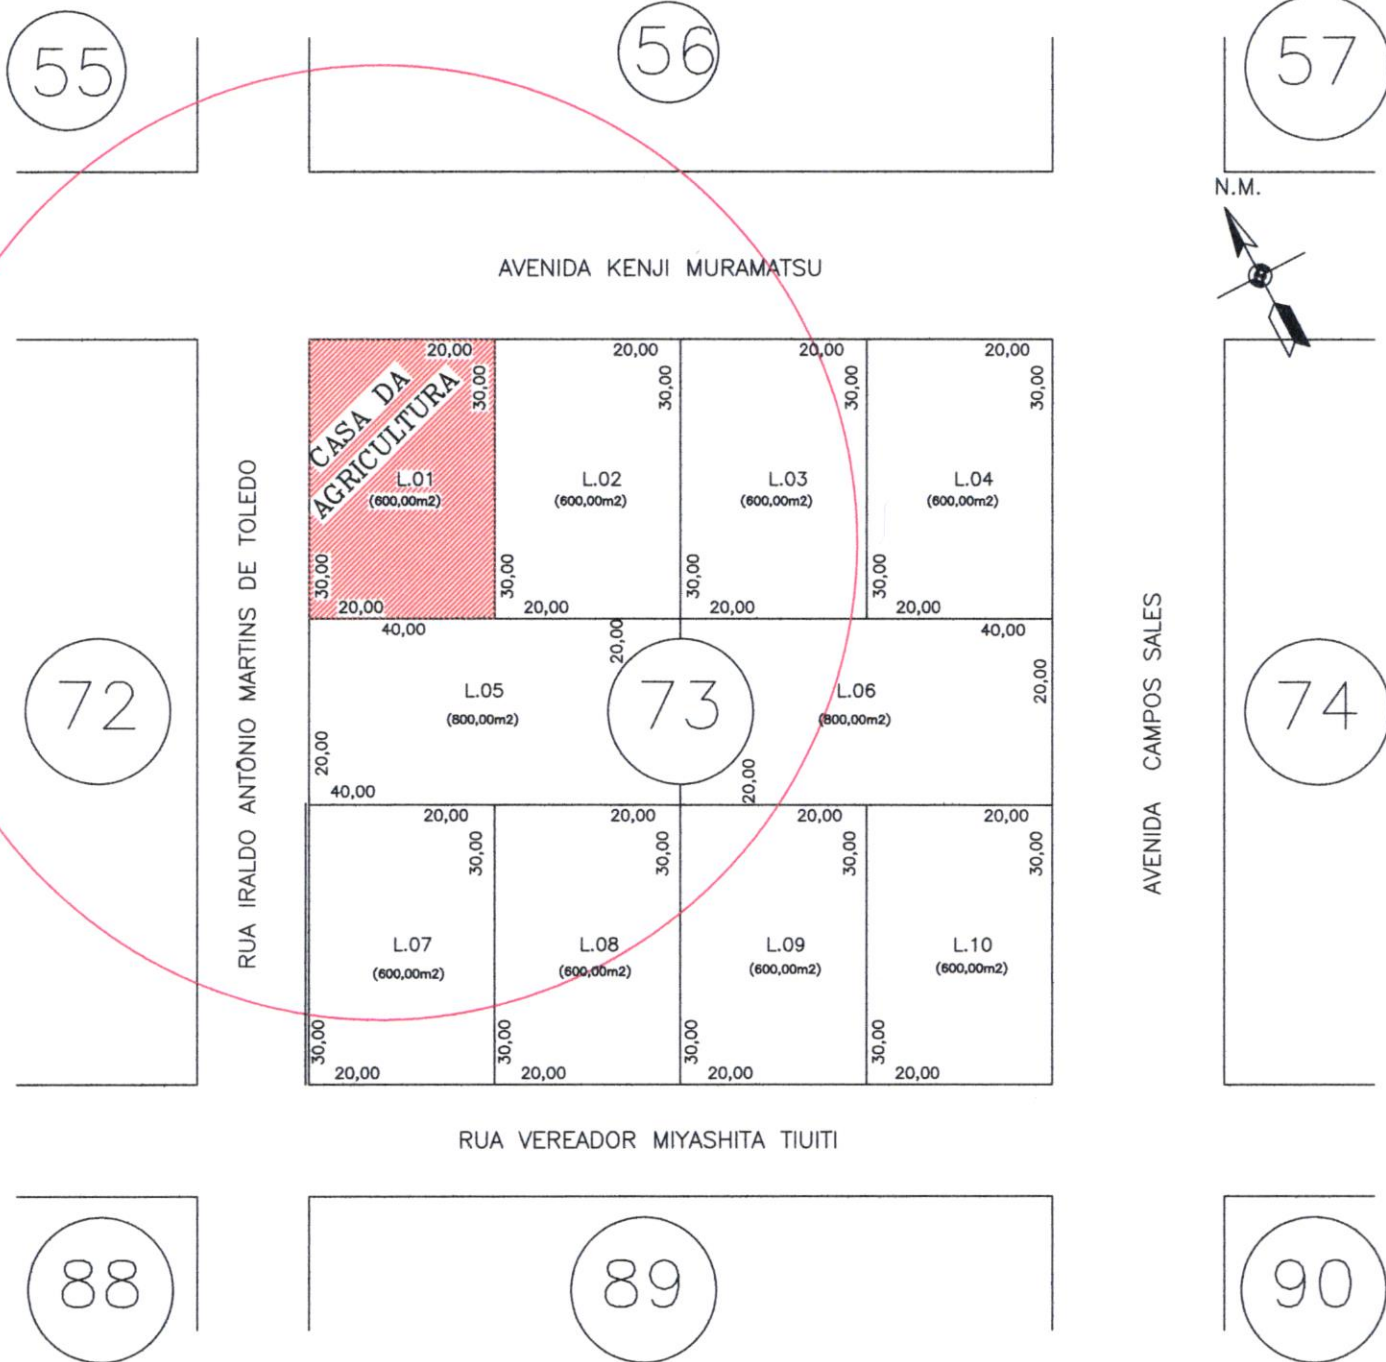 55
56
57
N.M.
AVENIDA KENJI MURAMATSU
20,00
20,00
20,00
20,00
30,00
30,00
30,00
30,00
CASA DA
AGRICULTURA
L.01
(600,00m2)
L.02
(600,00m2)
L.03
(600,00m2)
L.04
(600,00m2)
30,00
30,00
30,00
30,00
20,00
20,00
20,00
20,00
RUA IRALDO ANTÔNIO MARTINS DE TOLEDO
AVENIDA CAMPOS SALES
40,00
20,00
40,00
20,00
72
L.05
(800,00m2)
73
L.06
(800,00m2)
74
20,00
40,00
20,00
20,00
20,00
20,00
20,00
30,00
30,00
30,00
30,00
L.07
(600,00m2)
L.08
(600,00m2)
L.09
(600,00m2)
L.10
(600,00m2)
30,00
30,00
30,00
30,00
20,00
20,00
20,00
20,00
RUA VEREADOR MIYASHITA TIUITI
88
89
90